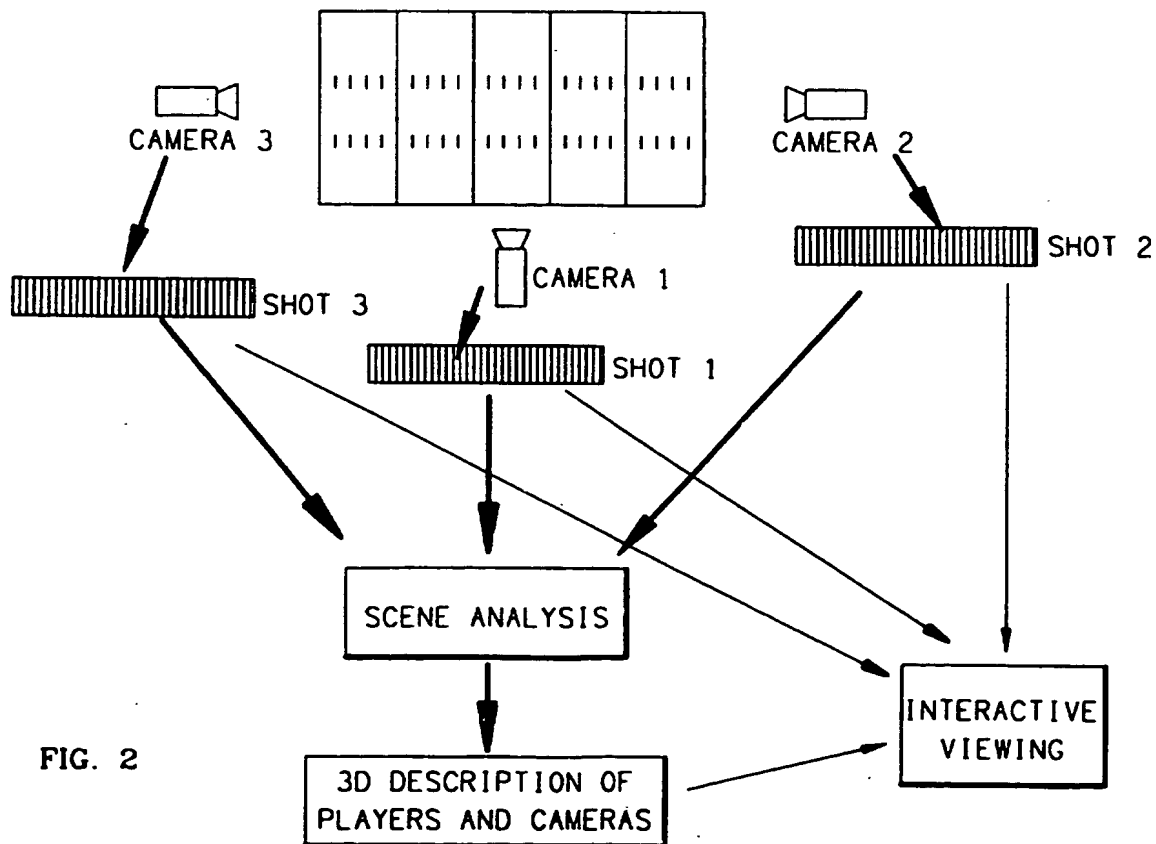 CAMERA 3
CAMERA 2
CAMERA 1
SHOT 2
SHOT 3
SHOT 1
SCENE ANALYSIS
INTERACTIVE
VIEWING
FIG. 2
3D DESCRIPTION OF
PLAYERS AND CAMERAS